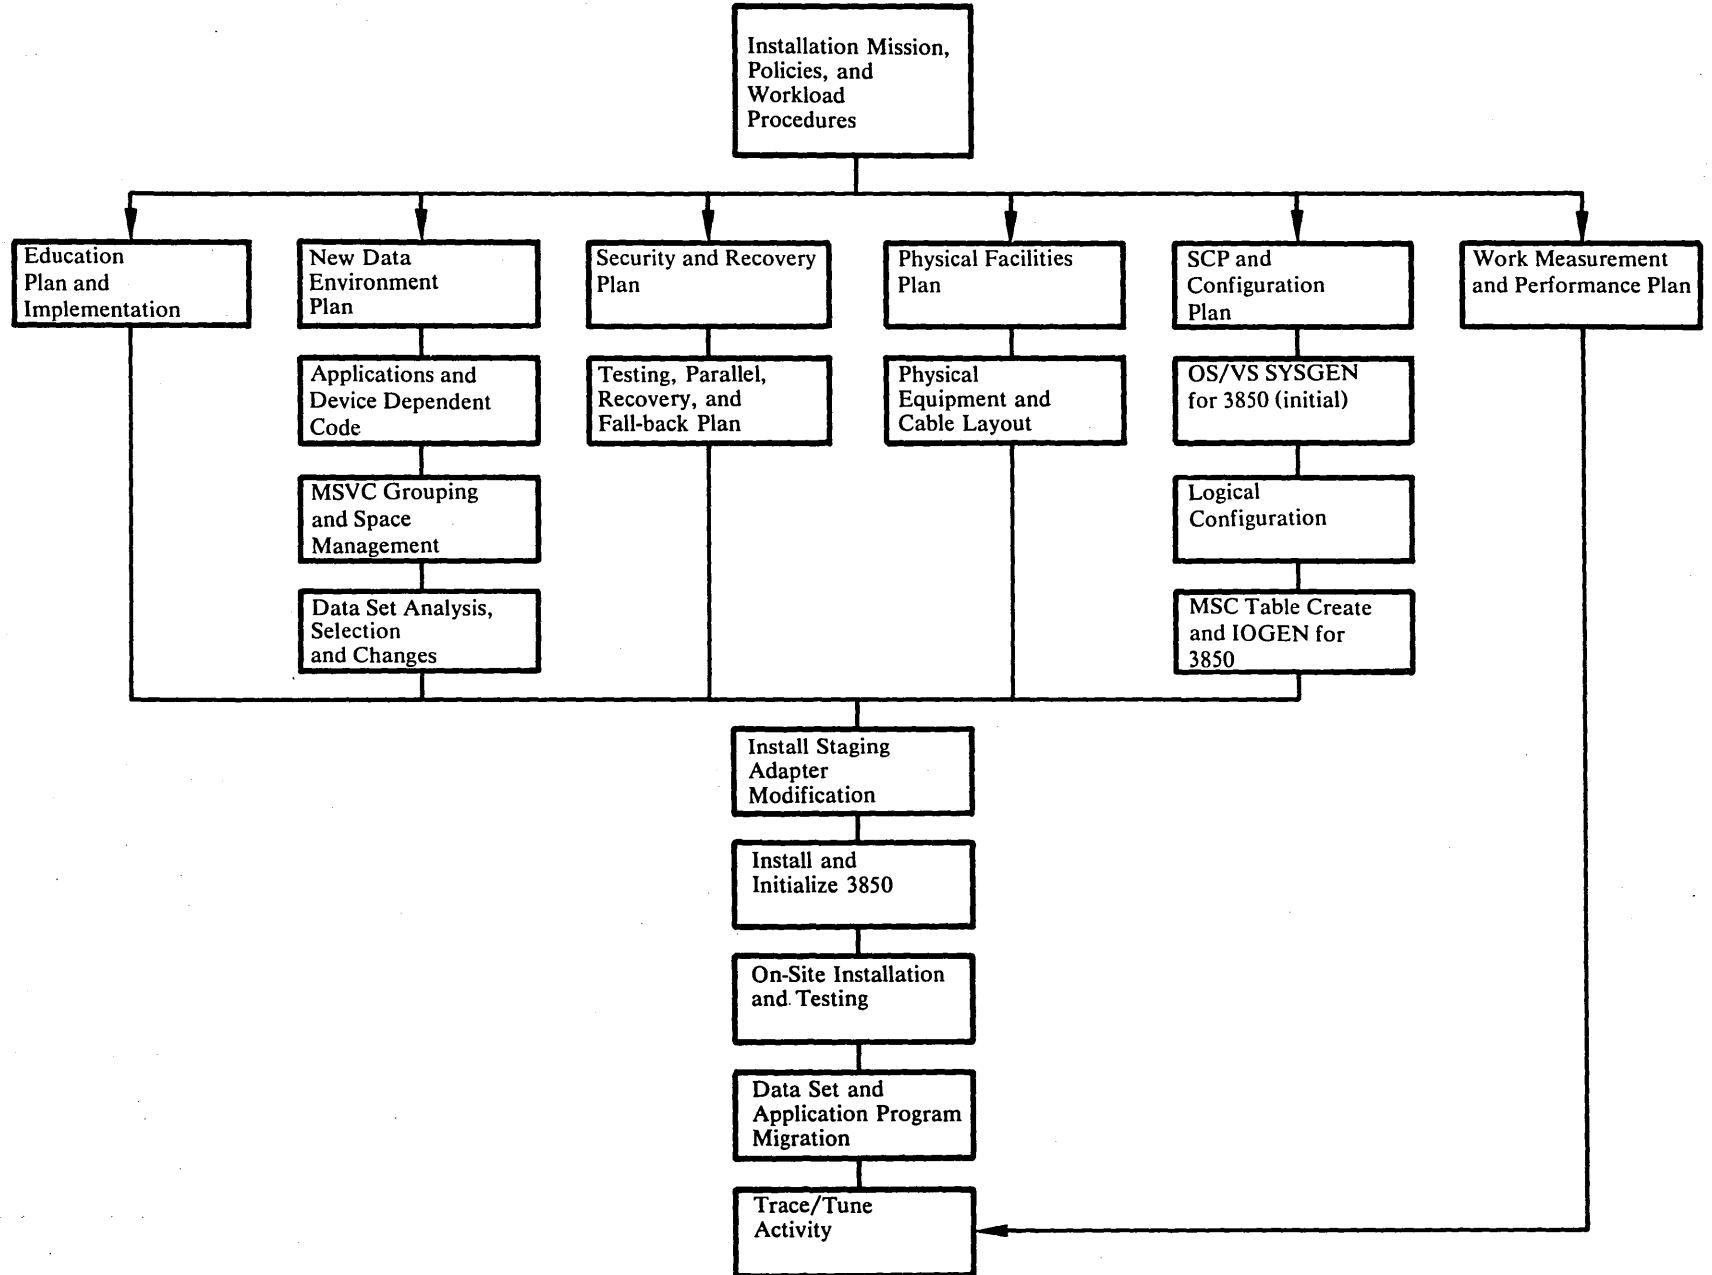 Installation Mission,
Policies, and
Workload
Procedures
Education
Plan and
Implementation
New Data
Environment
Plan
Security and Recovery
Plan
Physical Facilities
Plan
SCP and
Configuration
Plan
Work Measurement
and Performance Plan
Applications and
Device Dependent
Code
Testing, Parallel,
Recovery, and
Fall-back Plan
Physical
Equipment and
Cable Layout
OS/VS SYSGEN
for 3850 (initial)
MSVC Grouping
and Space
Management
Logical
Configuration
Data Set Analysis,
Selection
and Changes
MSC Table Create
and IOGEN for
3850
Install Staging
Adapter
Modification
Install and
Initialize 3850
On-Site Installation
and Testing
Data Set and
Application Program
Migration
Trace/Tune
Activity